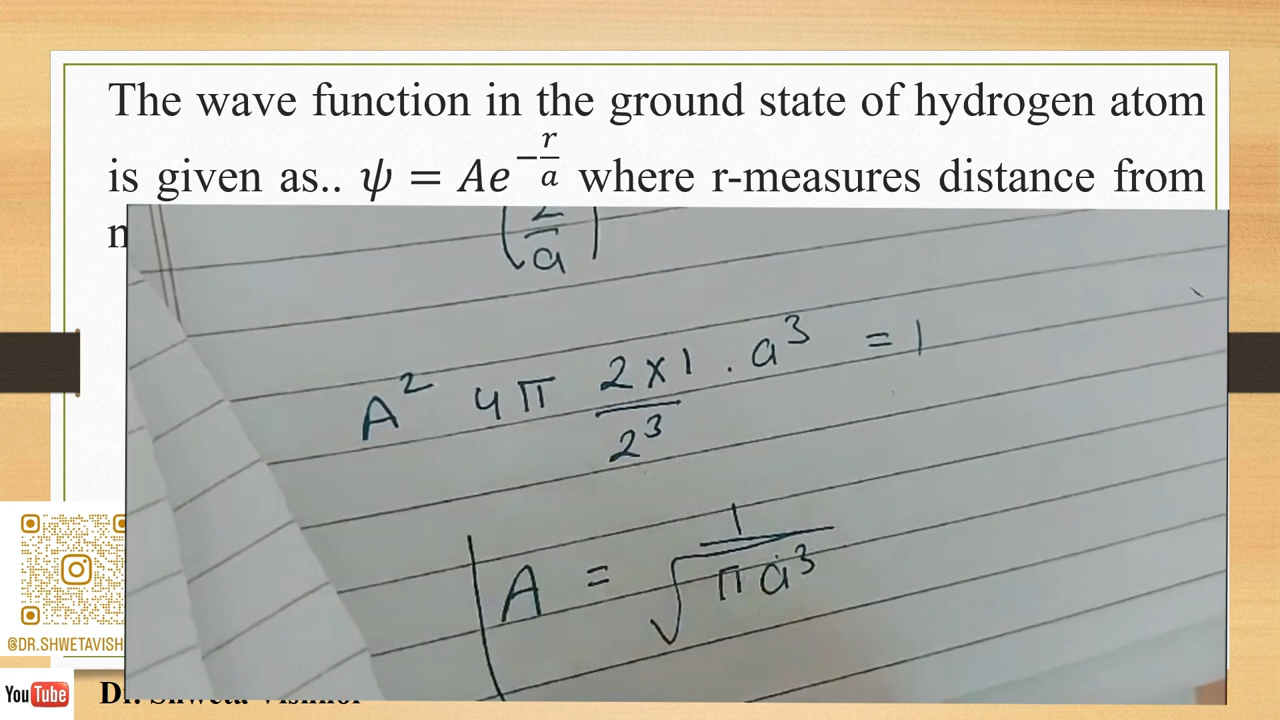 The wave function in the ground state of hydrogen atom
is given as.. ψ = Ae^{-r/a} where r-measures distance from
(2/a)
A² 4π (2×1)/2³ . a³ = 1
A = 1/√(πa³)
@DR.SHWETAVISH
YouTube